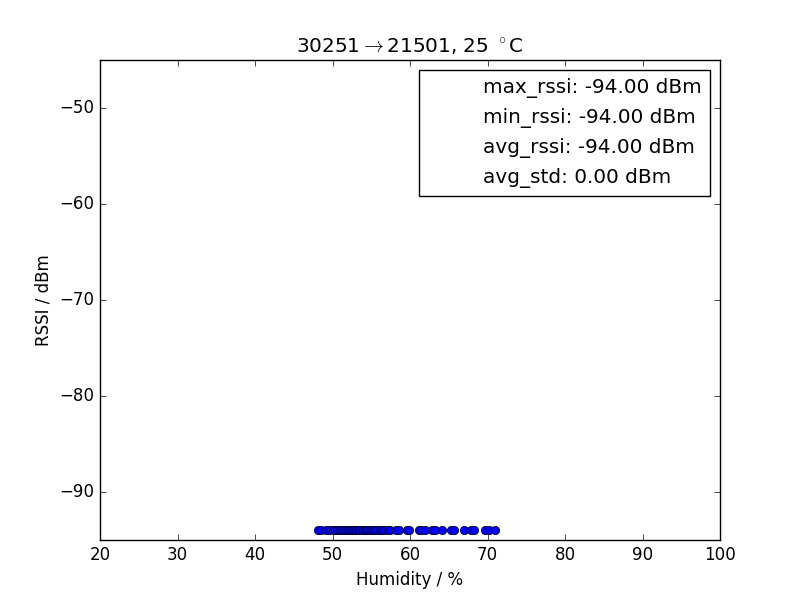 30251→21501, 25 °C
max_rssi: -94.00 dBm
min_rssi: -94.00 dBm
avg_rssi: -94.00 dBm
avg_std: 0.00 dBm
−50
−60
−70
−80
−90
RSSI / dBm
20 30 40 50 60 70 80 90 100
Humidity / %